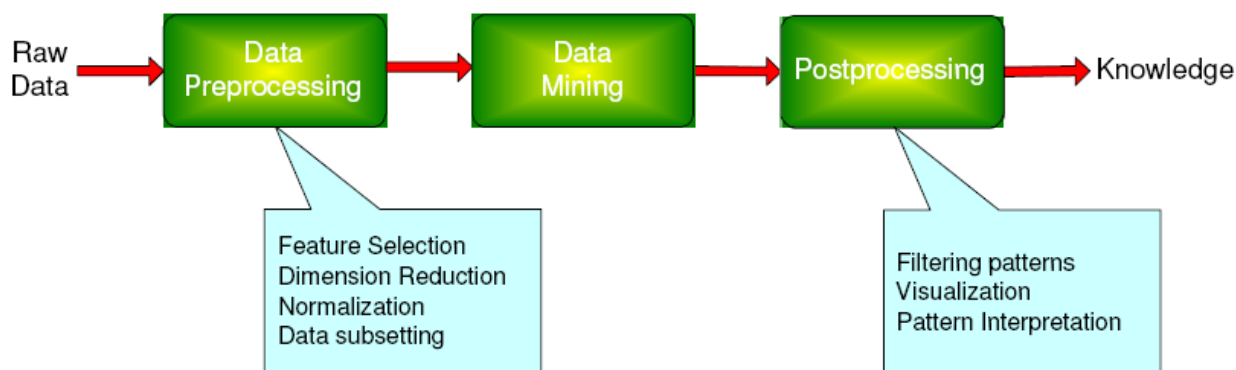 Raw
Data
Data
Preprocessing
Data
Mining
Postprocessing
Knowledge
Feature Selection
Dimension Reduction
Normalization
Data subsetting
Filtering patterns
Visualization
Pattern Interpretation